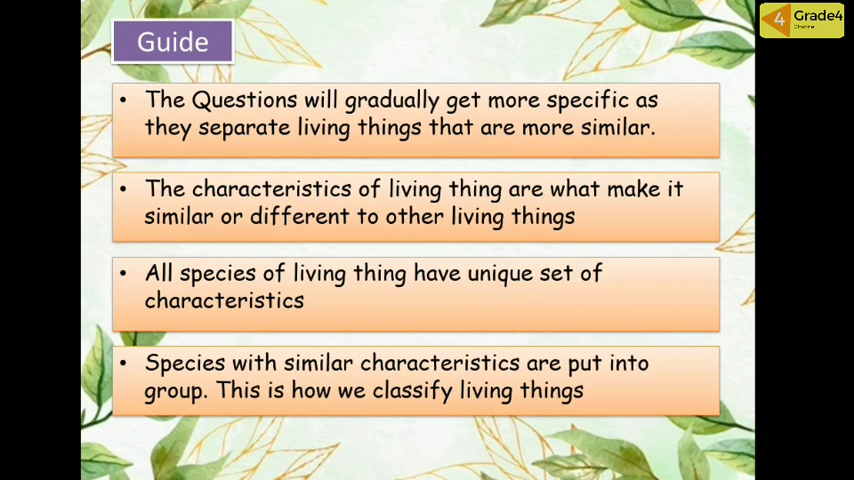 Guide
4 Grade4
Channel
• The Questions will gradually get more specific as
they separate living things that are more similar.
• The characteristics of living thing are what make it
similar or different to other living things
• All species of living thing have unique set of
characteristics
• Species with similar characteristics are put into
group. This is how we classify living things